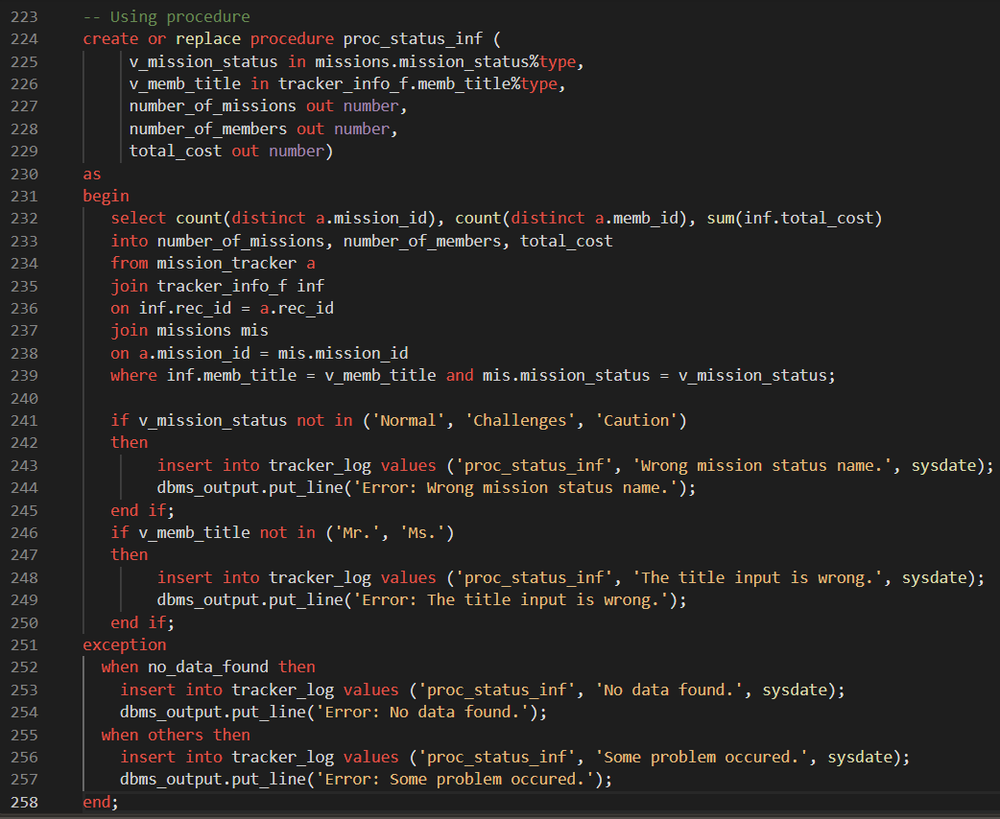 223 -- Using procedure
224 create or replace procedure proc_status_inf (
225 v_mission_status in missions.mission_status%type,
226 v_memb_title in tracker_info_f.memb_title%type,
227 number_of_missions out number,
228 number_of_members out number,
229 total_cost out number)
230 as
231 begin
232 select count(distinct a.mission_id), count(distinct a.memb_id), sum(inf.total_cost)
233 into number_of_missions, number_of_members, total_cost
234 from mission_tracker a
235 join tracker_info_f inf
236 on inf.rec_id = a.rec_id
237 join missions mis
238 on a.mission_id = mis.mission_id
239 where inf.memb_title = v_memb_title and mis.mission_status = v_mission_status;
240
241 if v_mission_status not in ('Normal', 'Challenges', 'Caution')
242 then
243 insert into tracker_log values ('proc_status_inf', 'Wrong mission status name.', sysdate);
244 dbms_output.put_line('Error: Wrong mission status name.');
245 end if;
246 if v_memb_title not in ('Mr.', 'Ms.')
247 then
248 insert into tracker_log values ('proc_status_inf', 'The title input is wrong.', sysdate);
249 dbms_output.put_line('Error: The title input is wrong.');
250 end if;
251 exception
252 when no_data_found then
253 insert into tracker_log values ('proc_status_inf', 'No data found.', sysdate);
254 dbms_output.put_line('Error: No data found.');
255 when others then
256 insert into tracker_log values ('proc_status_inf', 'Some problem occured.', sysdate);
257 dbms_output.put_line('Error: Some problem occured.');
258 end;